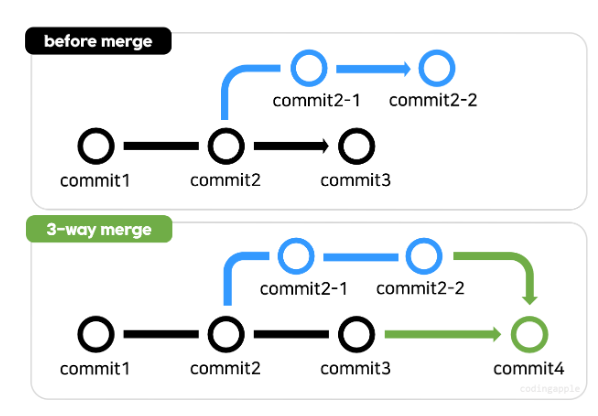 before merge
commit2-1 commit2-2
commit1 commit2 commit3
3-way merge
commit2-1 commit2-2
commit1 commit2 commit3 commit4
codingapple